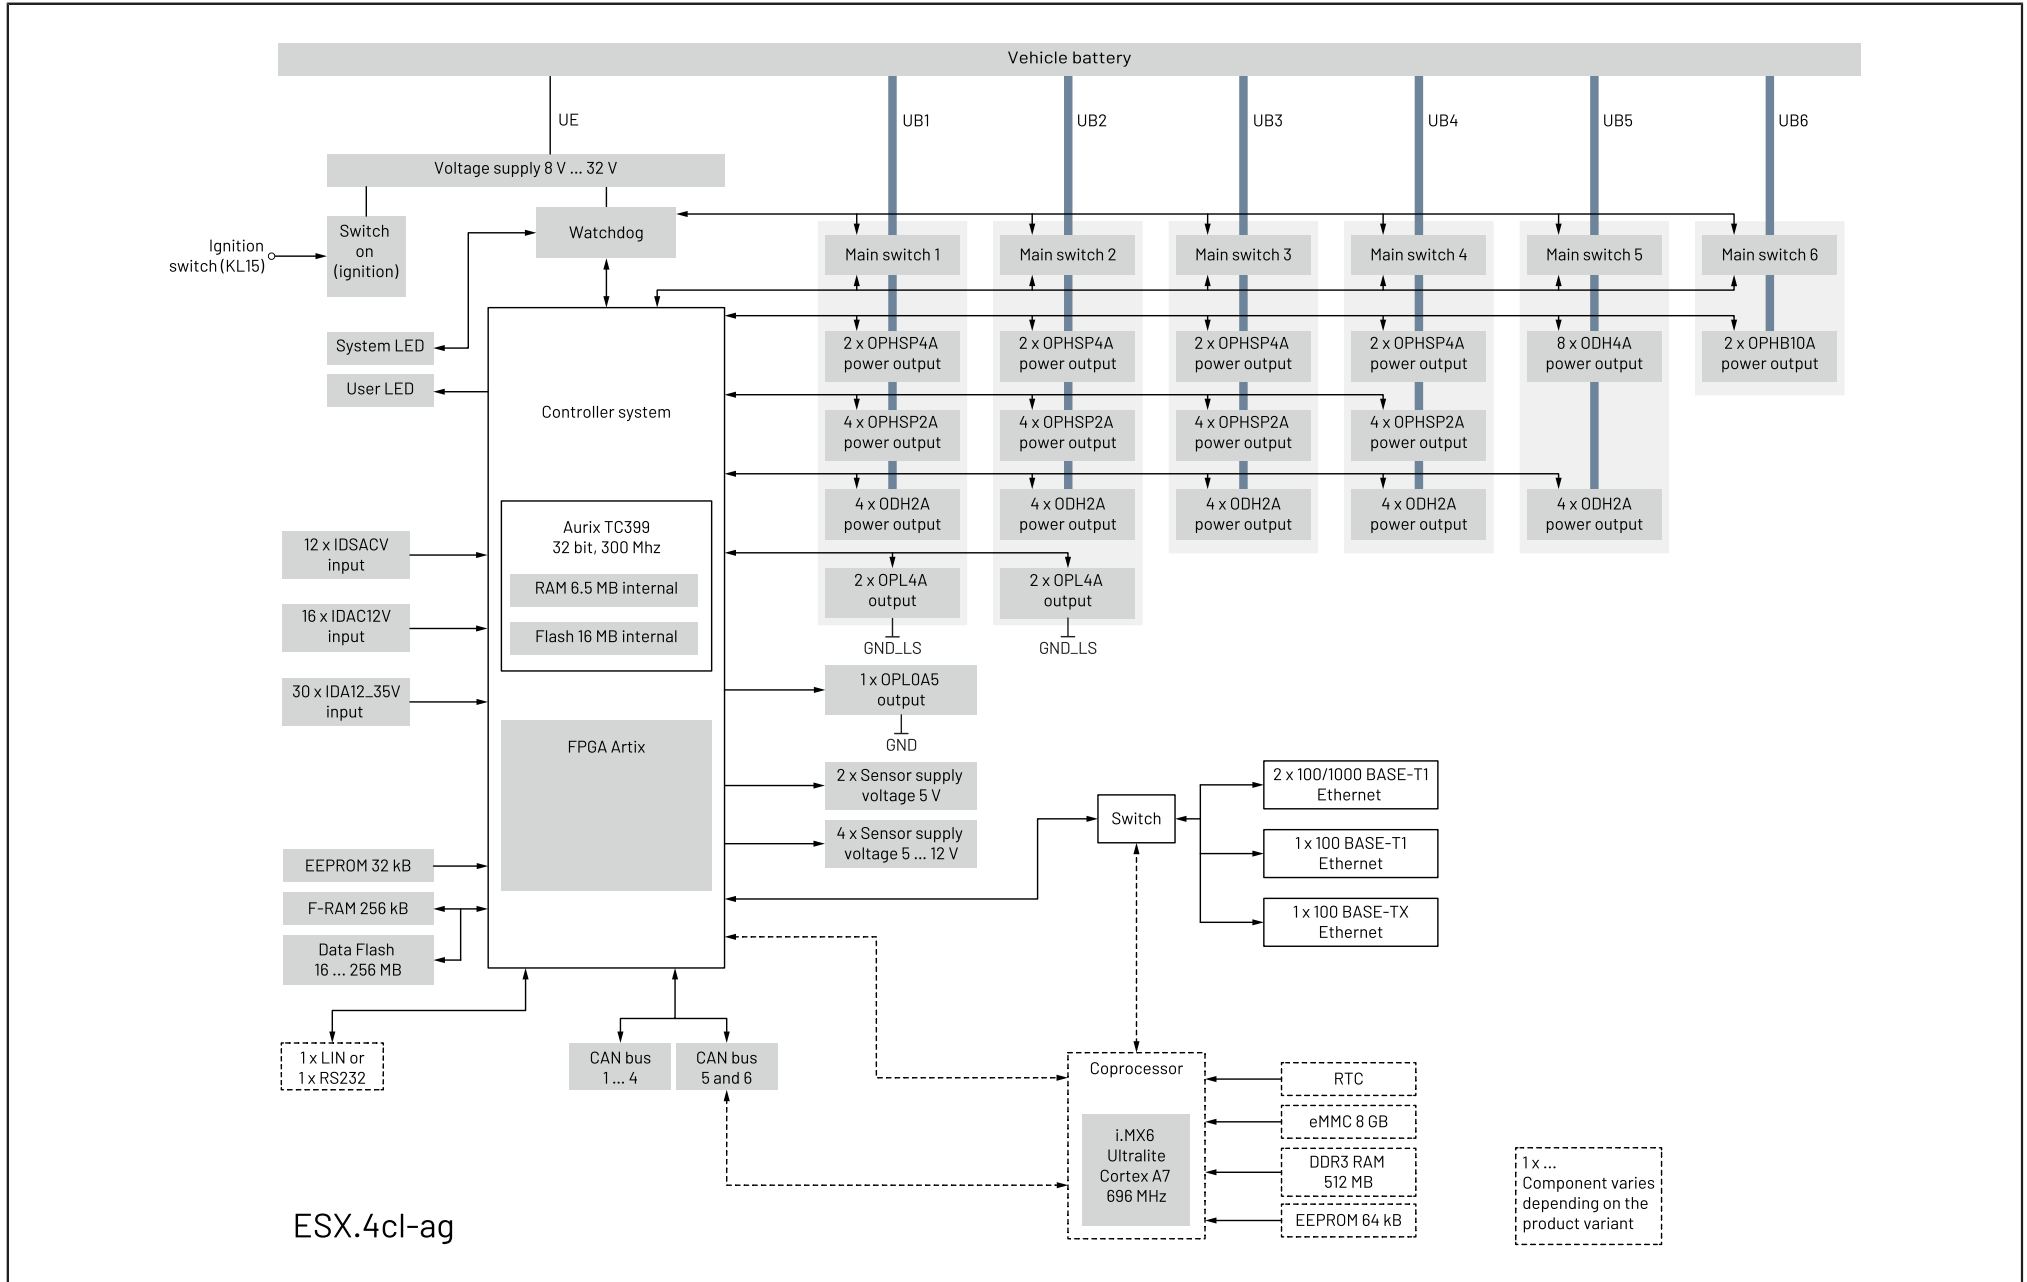 Vehicle battery
UE
UB1
UB2
UB3
UB4
UB5
UB6
Voltage supply 8 V ... 32 V
Ignition
switch (KL15)
Switch
on
(ignition)
Watchdog
Main switch 1
Main switch 2
Main switch 3
Main switch 4
Main switch 5
Main switch 6
System LED
User LED
Controller system
2 x OPHSP4A
power output
2 x OPHSP4A
power output
2 x OPHSP4A
power output
2 x OPHSP4A
power output
8 x ODH4A
power output
2 x OPHB10A
power output
4 x OPHSP2A
power output
4 x OPHSP2A
power output
4 x OPHSP2A
power output
4 x OPHSP2A
power output
4 x ODH2A
power output
4 x ODH2A
power output
4 x ODH2A
power output
4 x ODH2A
power output
4 x ODH2A
power output
Aurix TC399
32 bit, 300 Mhz
RAM 6.5 MB internal
Flash 16 MB internal
12 x IDSACV
input
16 x IDAC12V
input
30 x IDA12_35V
input
2 x OPL4A
output
2 x OPL4A
output
GND_LS
GND_LS
1 x OPL0A5
output
GND
FPGA Artix
2 x Sensor supply
voltage 5 V
4 x Sensor supply
voltage 5 ... 12 V
Switch
2 x 100/1000 BASE-T1
Ethernet
1 x 100 BASE-T1
Ethernet
1 x 100 BASE-TX
Ethernet
EEPROM 32 kB
F-RAM 256 kB
Data Flash
16 ... 256 MB
1 x LIN or
1 x RS232
CAN bus
1 ... 4
CAN bus
5 and 6
Coprocessor
i.MX6
Ultralite
Cortex A7
696 MHz
RTC
eMMC 8 GB
DDR3 RAM
512 MB
EEPROM 64 kB
1 x ...
Component varies
depending on the
product variant
ESX.4cl-ag